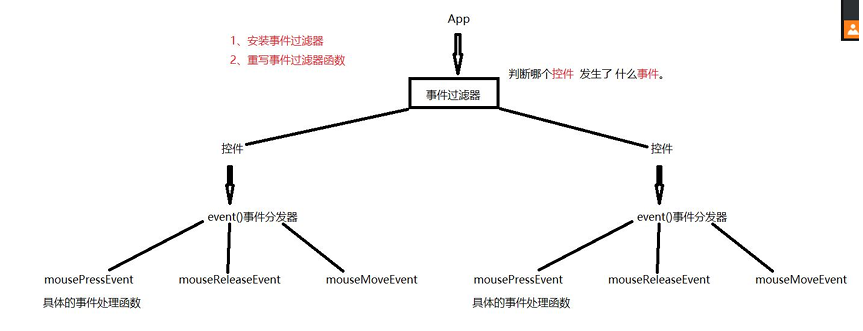 App
1、安装事件过滤器
2、重写事件过滤器函数
判断哪个控件 发生了 什么事件。
事件过滤器
控件
控件
event()事件分发器
event()事件分发器
mousePressEvent
mouseReleaseEvent
mouseMoveEvent
mousePressEvent
mouseReleaseEvent
mouseMoveEvent
具体的事件处理函数
具体的事件处理函数